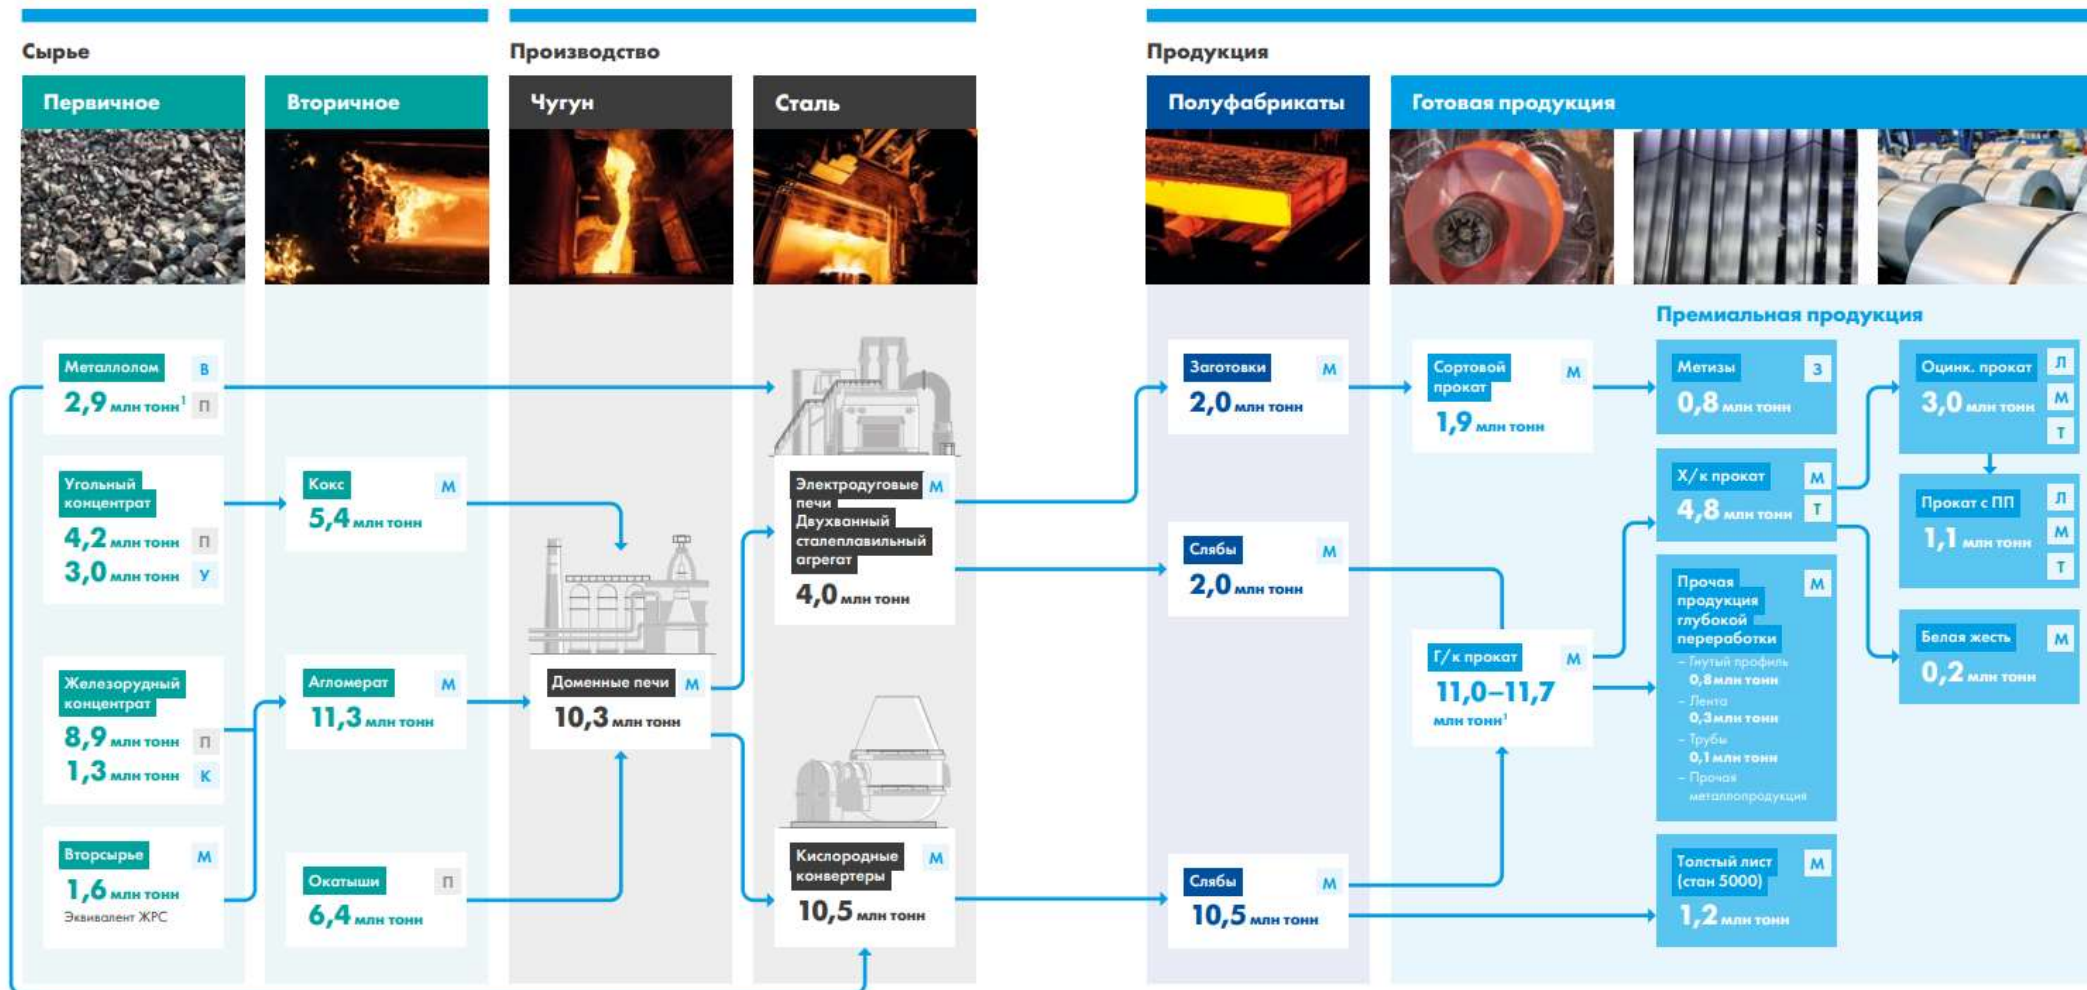 Сырье
Производство
Продукция
Первичное
Вторичное
Чугун
Сталь
Полуфабрикаты
Готовая продукция
Премиальная продукция
Металлолом
В
2,9 млн тонн¹
П
Угольный
концентрат
4,2 млн тонн
П
3,0 млн тонн
У
Железорудный
концентрат
8,9 млн тонн
П
1,3 млн тонн
К
Вторсырье
М
1,6 млн тонн
Эквивалент ЖРС
Кокс
М
5,4 млн тонн
Агломерат
М
11,3 млн тонн
Окатыши
П
6,4 млн тонн
Доменные печи
М
10,3 млн тонн
Электродуговые
М
печи
Двухванный
сталеплавильный
агрегат
4,0 млн тонн
Кислородные
М
конвертеры
10,5 млн тонн
Заготовки
М
2,0 млн тонн
Слябы
М
2,0 млн тонн
Слябы
М
10,5 млн тонн
Сортовой
М
прокат
1,9 млн тонн
Г/к прокат
М
11,0–11,7
млн тонн¹
Метизы
З
0,8 млн тонн
Х/к прокат
М
4,8 млн тонн
Т
Прочая
М
продукция
глубокой
переработки
– Гнутый профиль
0,8 млн тонн
– Лента
0,3 млн тонн
– Трубы
0,1 млн тонн
– Прочая
металлопродукция
Толстый лист
М
(стан 5000)
1,2 млн тонн
Оцинк. прокат
Л
3,0 млн тонн
М
Т
Прокат с ПП
Л
1,1 млн тонн
М
Т
Белая жесть
М
0,2 млн тонн